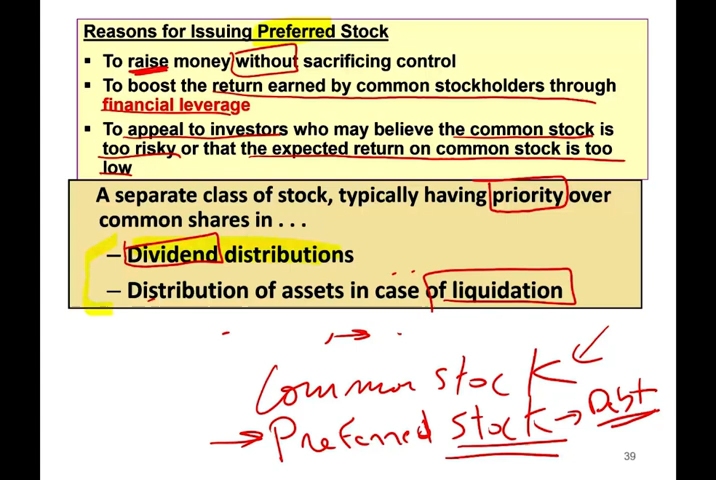 Reasons for Issuing Preferred Stock
▪ To raise money without sacrificing control
▪ To boost the return earned by common stockholders through
financial leverage
▪ To appeal to investors who may believe the common stock is
too risky or that the expected return on common stock is too
low
A separate class of stock, typically having priority over
common shares in . . .
– Dividend distributions
– Distribution of assets in case of liquidation
Common stock
Preferred stock → Debt
39